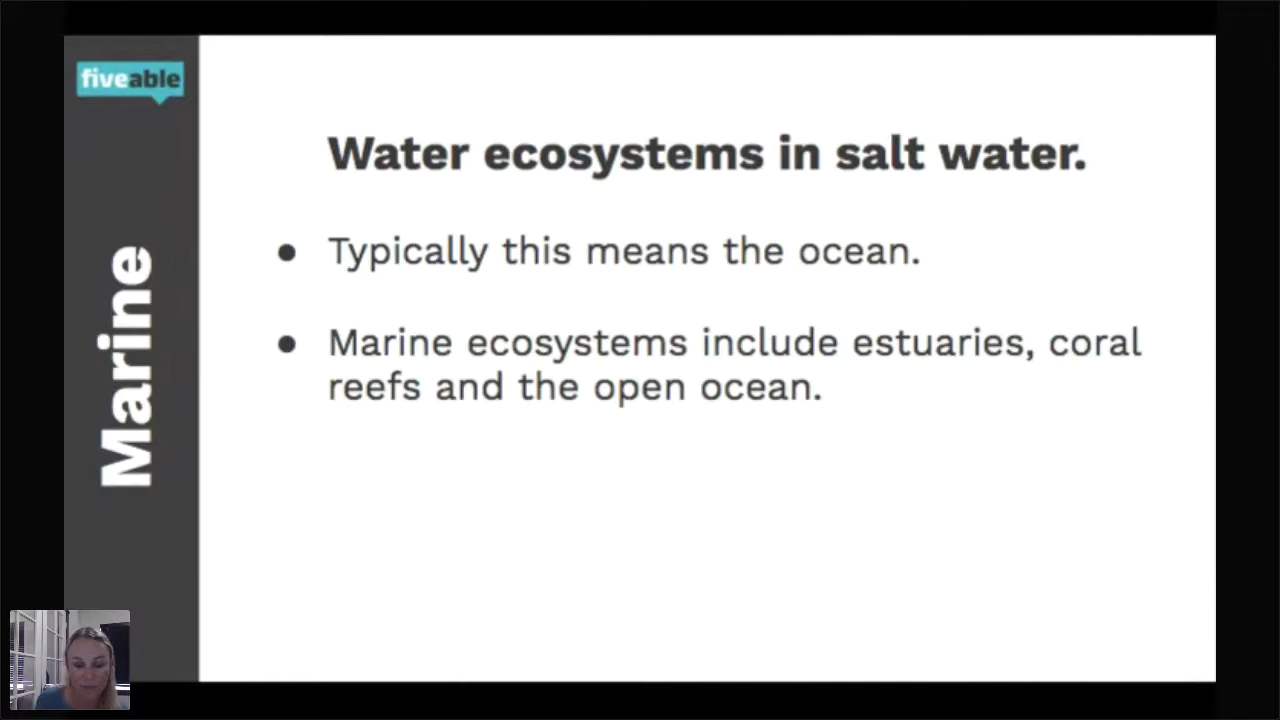 fiveable
Marine
Water ecosystems in salt water.
● Typically this means the ocean.
● Marine ecosystems include estuaries, coral
reefs and the open ocean.